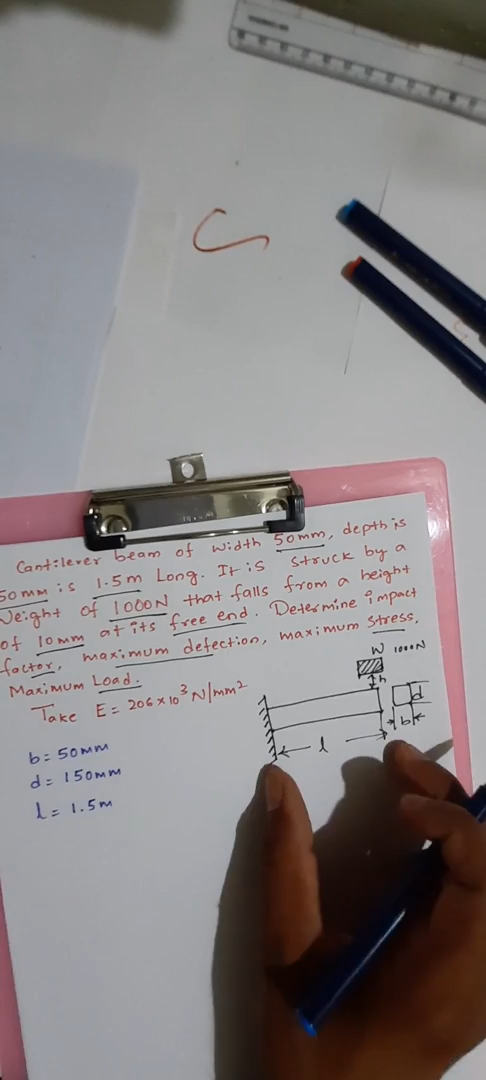 Cantilever beam of width 50mm, depth is
50mm is 1.5m Long. It is struck by a
Weight of 1000N that falls from a height
of 10mm at its free end. Determine impact
factor, maximum defection, maximum stress,
Maximum Load.
Take E= 206×10³ N/mm²
W 1000N
h
d
b
l
b= 50mm
d= 150mm
l= 1.5m